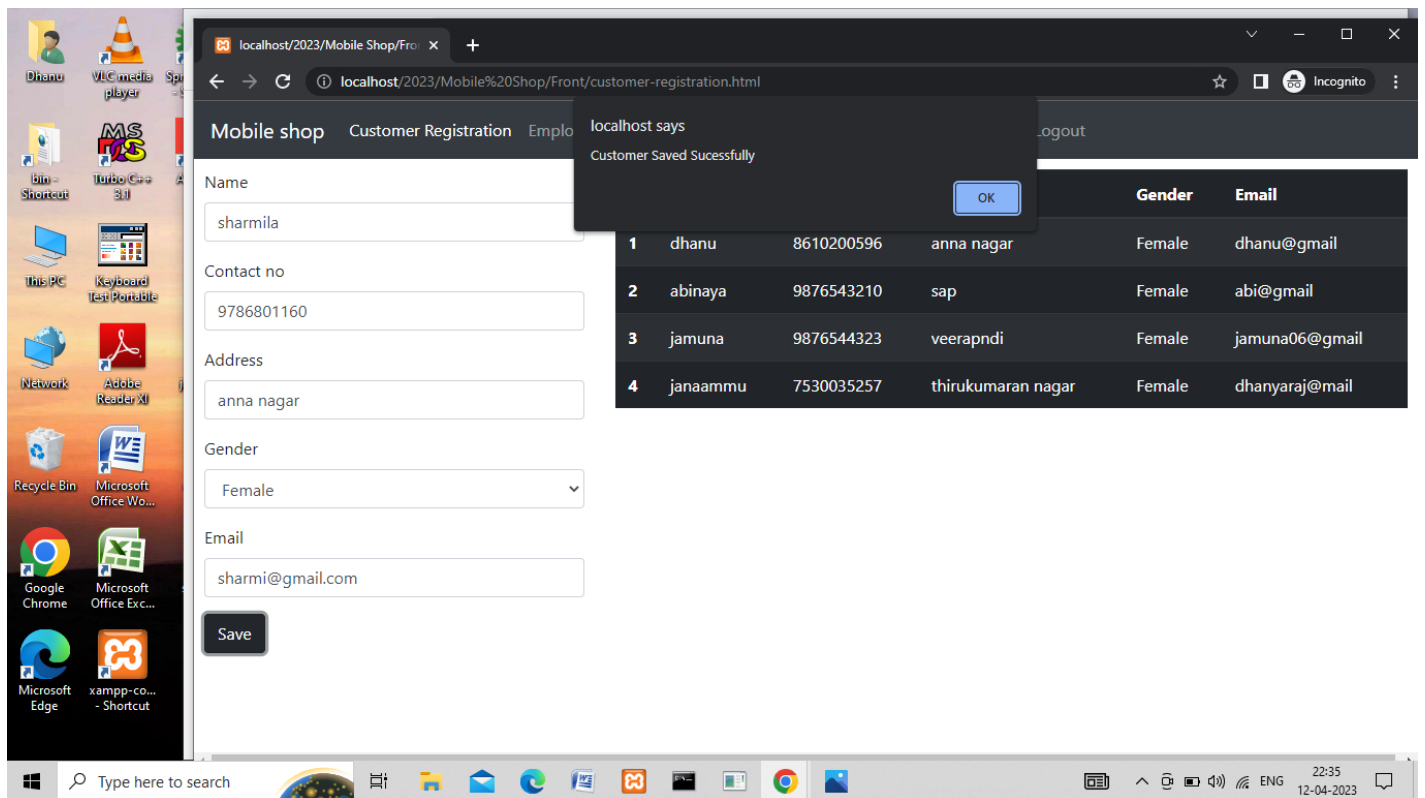 localhost/2023/Mobile Shop/Fro
localhost/2023/Mobile%20Shop/Front/customer-registration.html
Incognito
Mobile shop Customer Registration Emplo
Logout
localhost says
Customer Saved Sucessfully
OK
Name
sharmila
Contact no
9786801160
Address
anna nagar
Gender
Female
Email
sharmi@gmail.com
Save
Gender Email
1 dhanu 8610200596 anna nagar Female dhanu@gmail
2 abinaya 9876543210 sap Female abi@gmail
3 jamuna 9876544323 veerapndi Female jamuna06@gmail
4 janaammu 7530035257 thirukumaran nagar Female dhanyaraj@mail
Dhanu
VLC media
player
bin -
Shortcut
MS
DOS
Turbo C++
3.1
This PC
Keyboard
Test Portable
Network
Adobe
Reader XI
Recycle Bin
Microsoft
Office Wo...
Google
Chrome
Microsoft
Office Exc...
Microsoft
Edge
xampp-co...
- Shortcut
Type here to search
ENG
22:35
12-04-2023